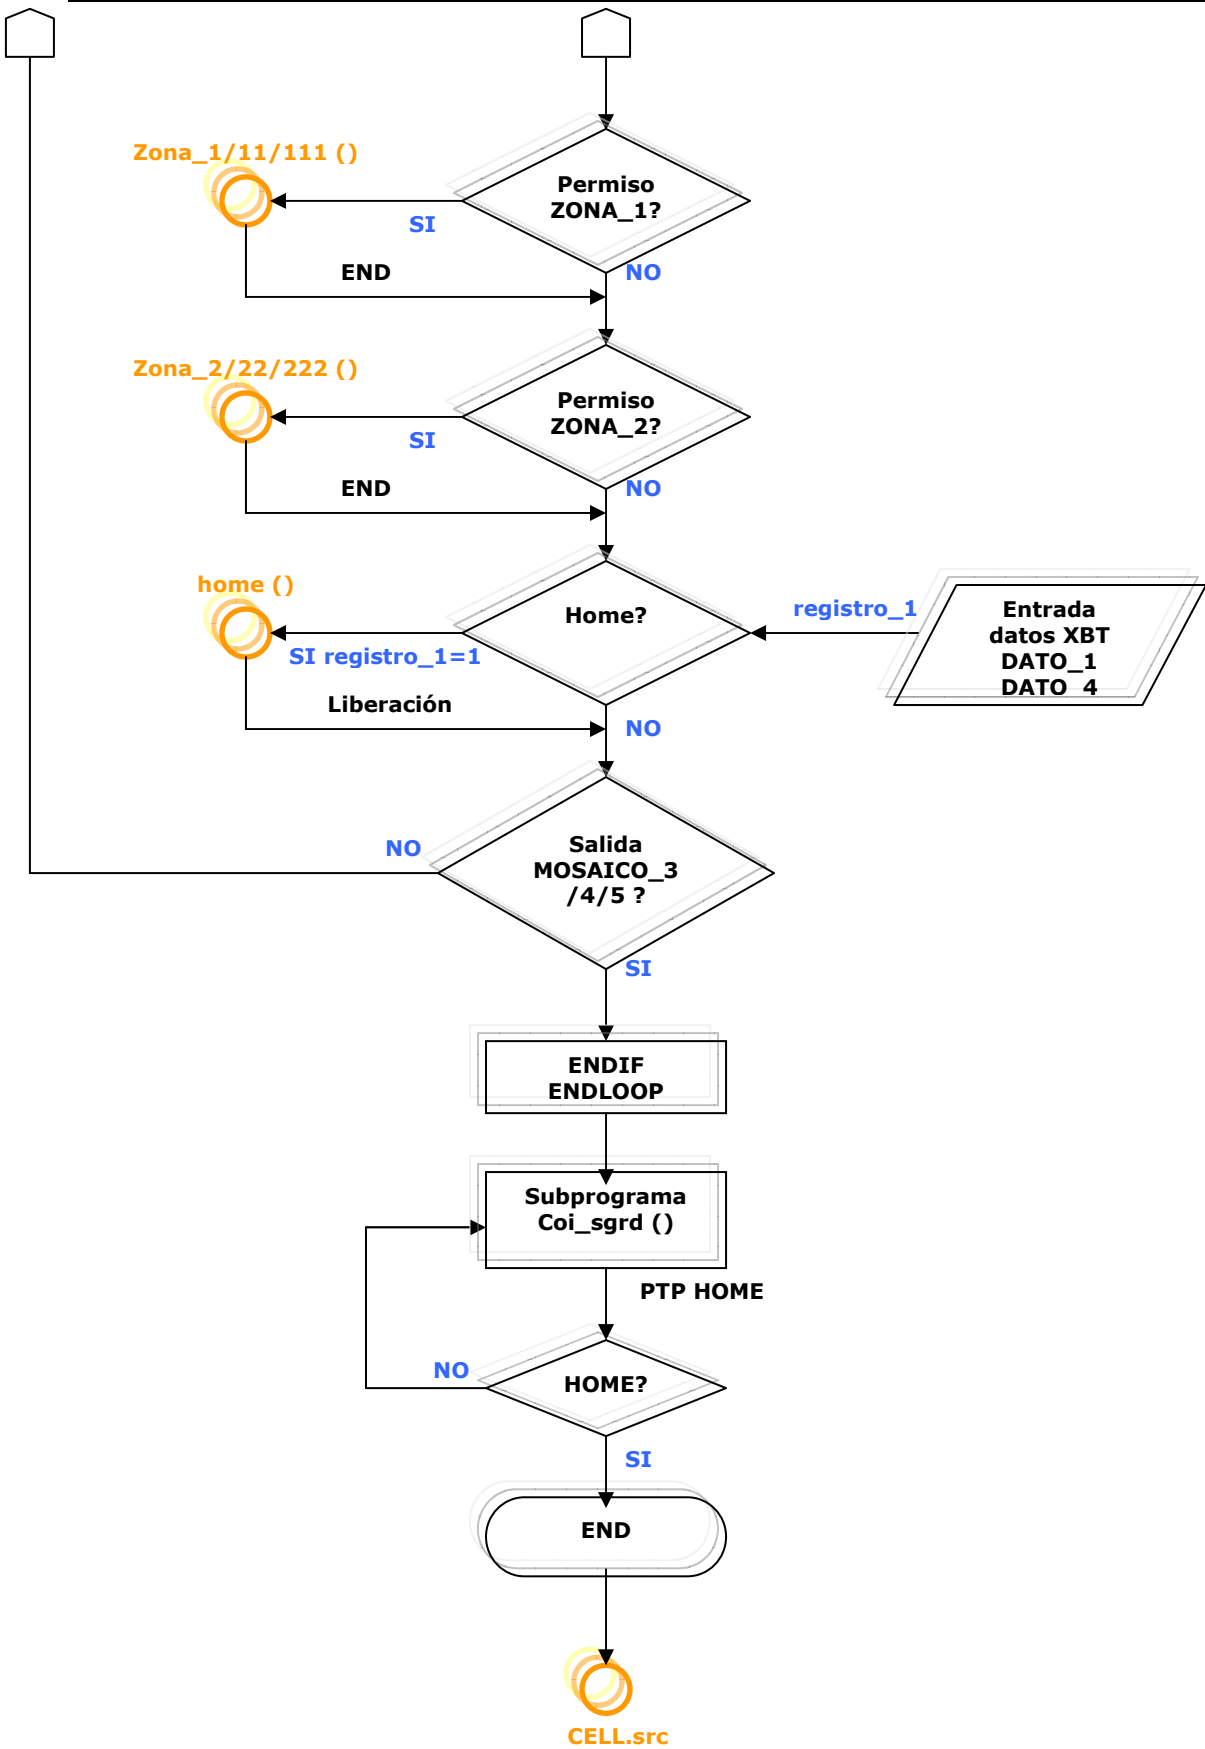 Zona_1/11/111 ()
Permiso
ZONA_1?
SI
END
NO
Zona_2/22/222 ()
Permiso
ZONA_2?
SI
END
NO
home ()
Home?
registro_1
Entrada
datos XBT
DATO_1
DATO_4
SI registro_1=1
Liberación
NO
Salida
MOSAICO_3
/4/5 ?
NO
SI
ENDIF
ENDLOOP
Subprograma
Coi_sgrd ()
PTP HOME
NO
HOME?
SI
END
CELL.src